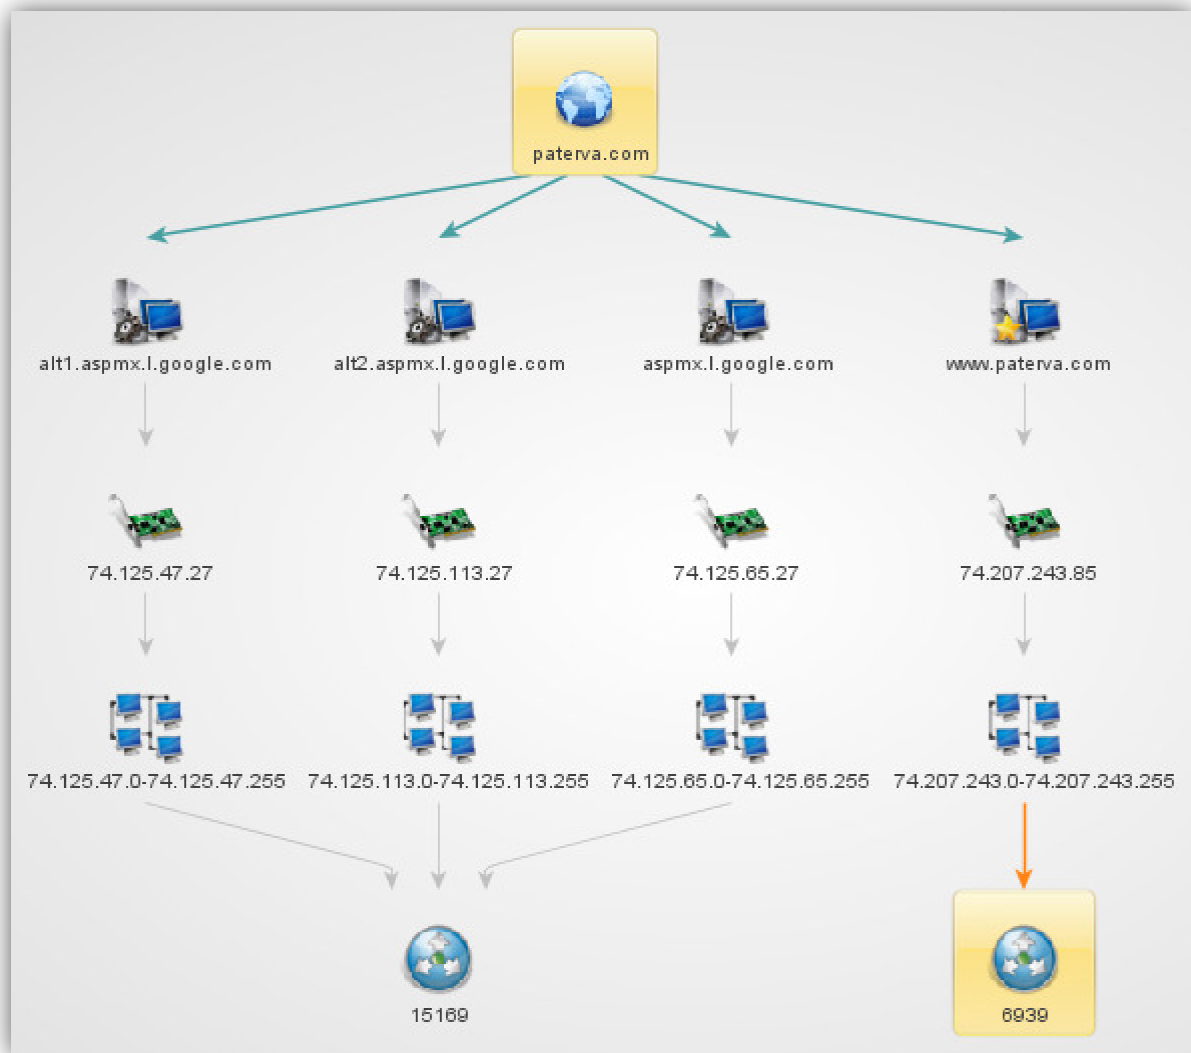 paterva.com
alt1.aspmx.l.google.com
alt2.aspmx.l.google.com
aspmx.l.google.com
www.paterva.com
74.125.47.27
74.125.113.27
74.125.65.27
74.207.243.85
74.125.47.0-74.125.47.255
74.125.113.0-74.125.113.255
74.125.65.0-74.125.65.255
74.207.243.0-74.207.243.255
15169
6939